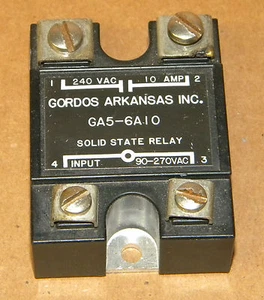 1 240 VAC 10 AMP 2
GORDOS ARKANSAS INC.
GA5-6A10
SOLID STATE RELAY
4 INPUT 90-270VAC 3